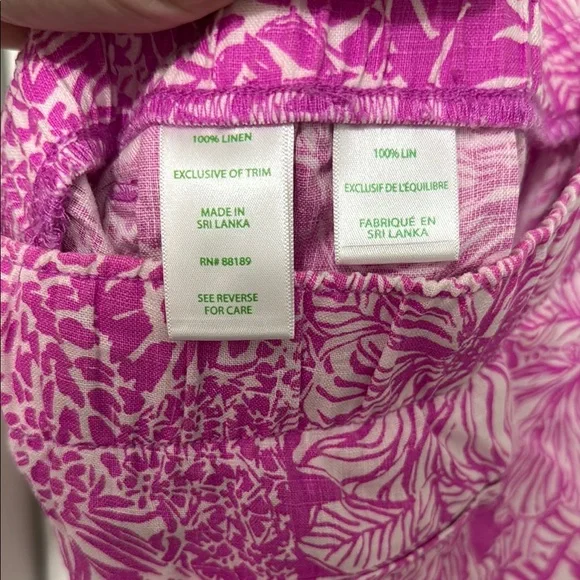 100% LINEN
EXCLUSIVE OF TRIM
MADE IN
SRI LANKA
RN# 88189
SEE REVERSE
FOR CARE
100% LIN
EXCLUSIF DE L'ÉQUILIBRE
FABRIQUÉ EN
SRI LANKA